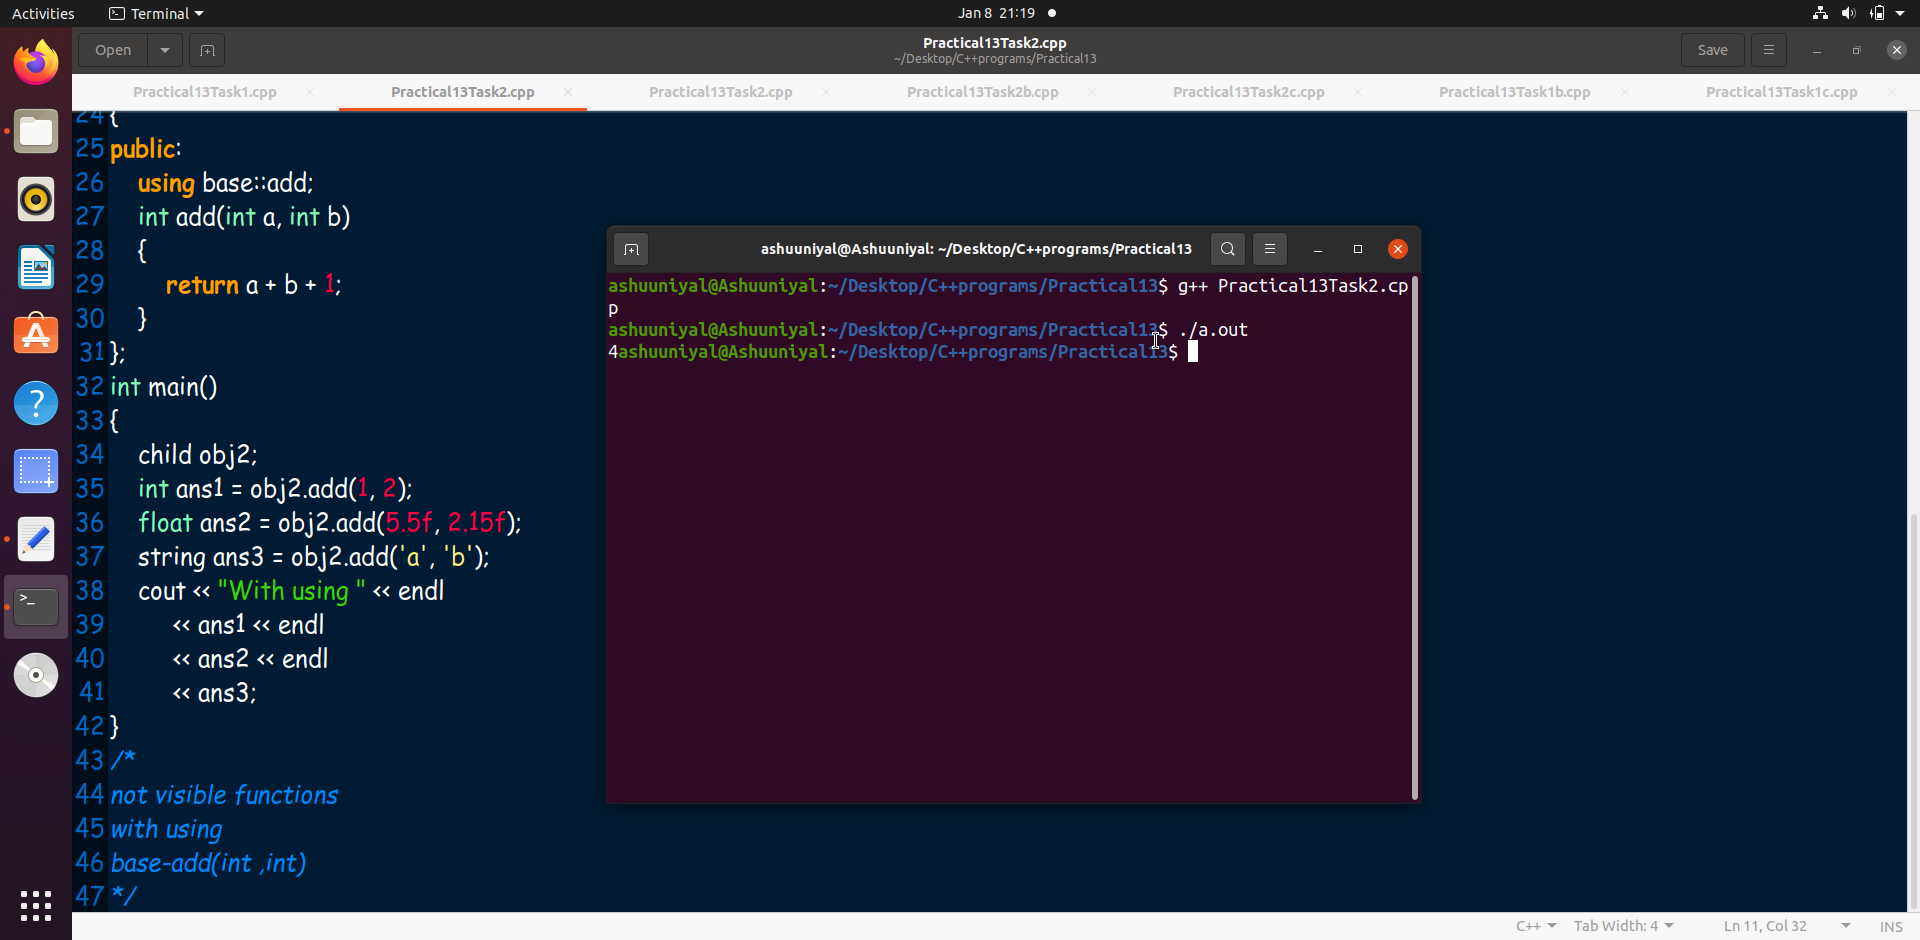 Activities
Terminal
Jan 8 21:19
Open
Practical13Task2.cpp
~/Desktop/C++programs/Practical13
Save
Practical13Task1.cpp
Practical13Task2.cpp
Practical13Task2.cpp
Practical13Task2b.cpp
Practical13Task2c.cpp
Practical13Task1b.cpp
Practical13Task1c.cpp
24 {
25 public:
26 using base::add;
27 int add(int a, int b)
28 {
29 return a + b + 1;
30 }
31 };
32 int main()
33 {
34 child obj2;
35 int ans1 = obj2.add(1, 2);
36 float ans2 = obj2.add(5.5f, 2.15f);
37 string ans3 = obj2.add('a', 'b');
38 cout << "With using " << endl
39 << ans1 << endl
40 << ans2 << endl
41 << ans3;
42 }
43 /*
44 not visible functions
45 with using
46 base-add(int ,int)
47 */
ashuuniyal@Ashuuniyal: ~/Desktop/C++programs/Practical13
ashuuniyal@Ashuuniyal:~/Desktop/C++programs/Practical13$ g++ Practical13Task2.cp
p
ashuuniyal@Ashuuniyal:~/Desktop/C++programs/Practical13$ ./a.out
4ashuuniyal@Ashuuniyal:~/Desktop/C++programs/Practical13$
C++
Tab Width: 4
Ln 11, Col 32
INS